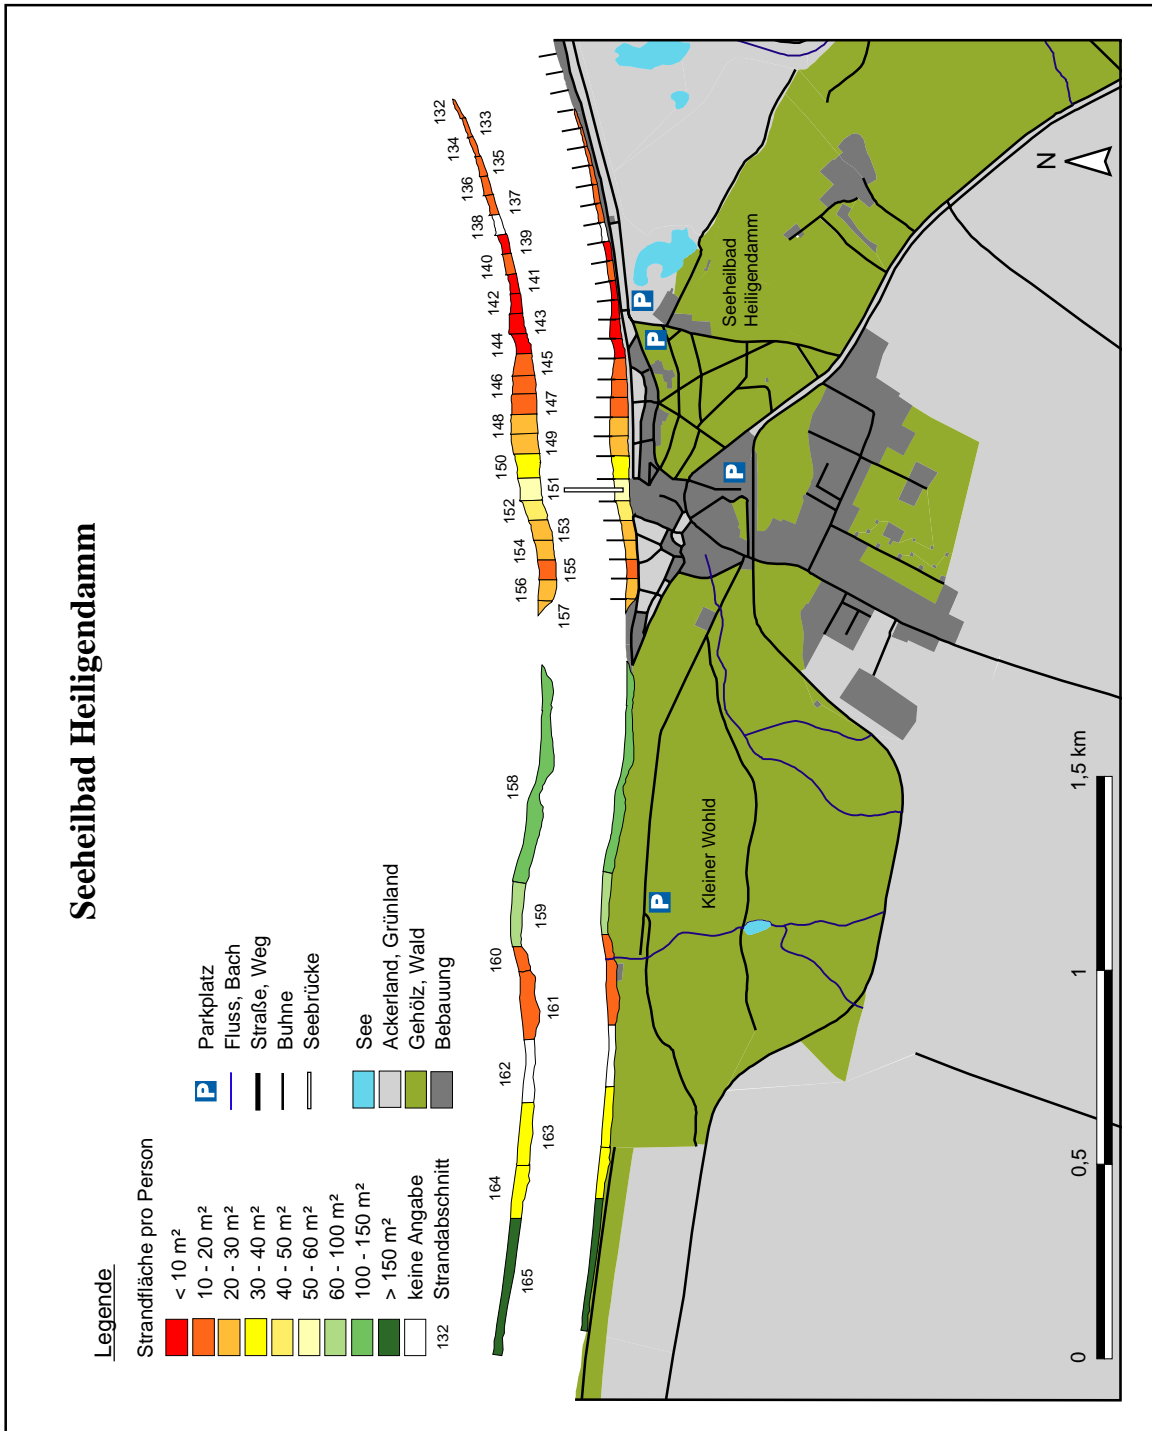 Seeheilbad Heiligendamm
Legende
Strandfläche pro Person
< 10 m²
10 - 20 m²
20 - 30 m²
30 - 40 m²
40 - 50 m²
50 - 60 m²
60 - 100 m²
100 - 150 m²
> 150 m²
keine Angabe
132 Strandabschnitt
P Parkplatz
Fluss, Bach
Straße, Weg
Buhne
Seebrücke
See
Ackerland, Grünland
Gehölz, Wald
Bebauung
165
164
163
162
161
160
159
158
157
156
155
154
153
152
151
150
149
148
147
146
145
144
143
142
141
140
139
138
137
136
135
134
133
132
P
P
P
P
Kleiner Wohld
Seeheilbad
Heiligendamm
N
0
0,5
1
1,5 km